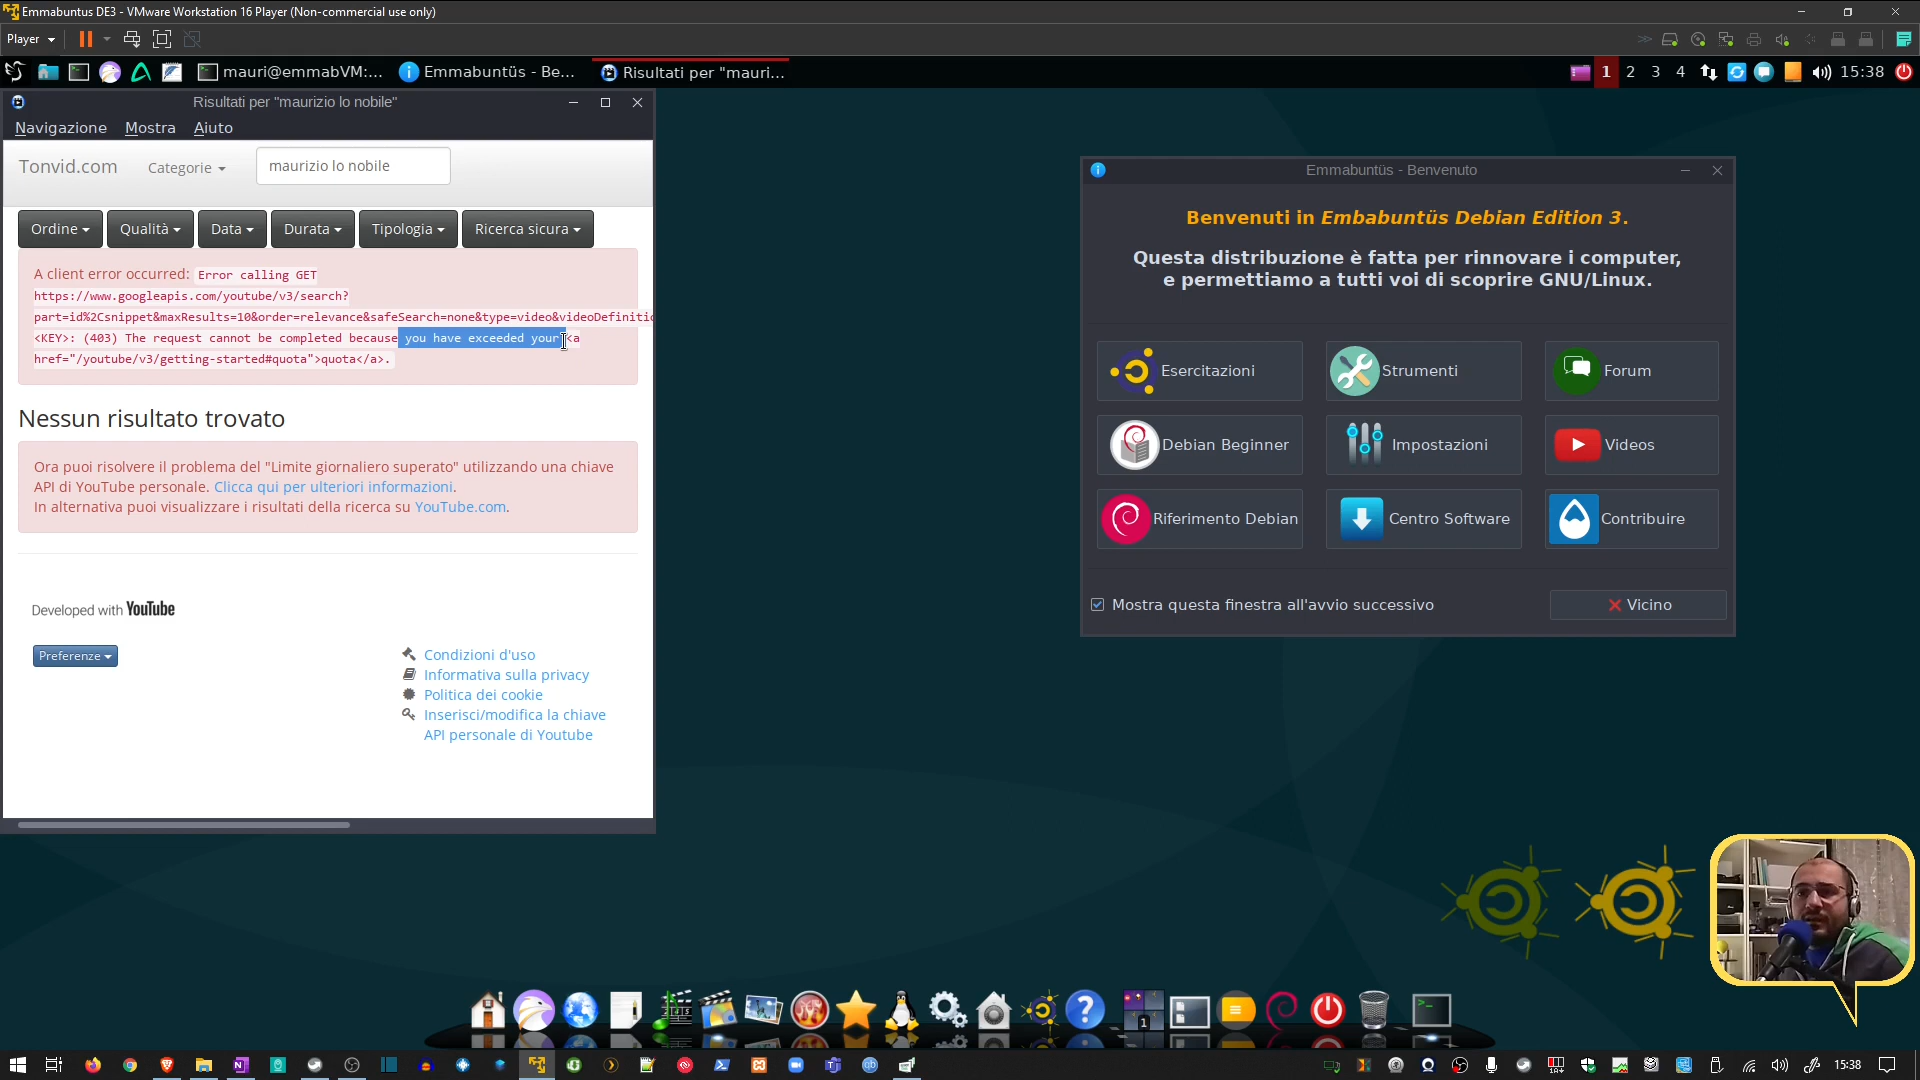 Emmabuntus DE3 - VMware Workstation 16 Player (Non-commercial use only)
Player
mauri@emmabVM:...
Emmabuntüs - Be...
Risultati per "mauri...
1 2 3 4
15:38
Risultati per "maurizio lo nobile"
Navigazione Mostra Aiuto
Tonvid.com Categorie maurizio lo nobile
Ordine Qualità Data Durata Tipologia Ricerca sicura
A client error occurred: Error calling GET
https://www.googleapis.com/youtube/v3/search?
part=id%2Csnippet&maxResults=10&order=relevance&safeSearch=none&type=video&videoDefinitio
<KEY>: (403) The request cannot be completed because you have exceeded your <a
href="/youtube/v3/getting-started#quota">quota</a>.
Nessun risultato trovato
Ora puoi risolvere il problema del "Limite giornaliero superato" utilizzando una chiave
API di YouTube personale. Clicca qui per ulteriori informazioni.
In alternativa puoi visualizzare i risultati della ricerca su YouTube.com.
Developed with YouTube
Preferenze
Condizioni d'uso
Informativa sulla privacy
Politica dei cookie
Inserisci/modifica la chiave
API personale di Youtube
Emmabuntüs - Benvenuto
Benvenuti in Embabuntüs Debian Edition 3.
Questa distribuzione è fatta per rinnovare i computer,
e permettiamo a tutti voi di scoprire GNU/Linux.
Esercitazioni Strumenti Forum
Debian Beginner Impostazioni Videos
Riferimento Debian Centro Software Contribuire
Mostra questa finestra all'avvio successivo
Vicino
1
15:38